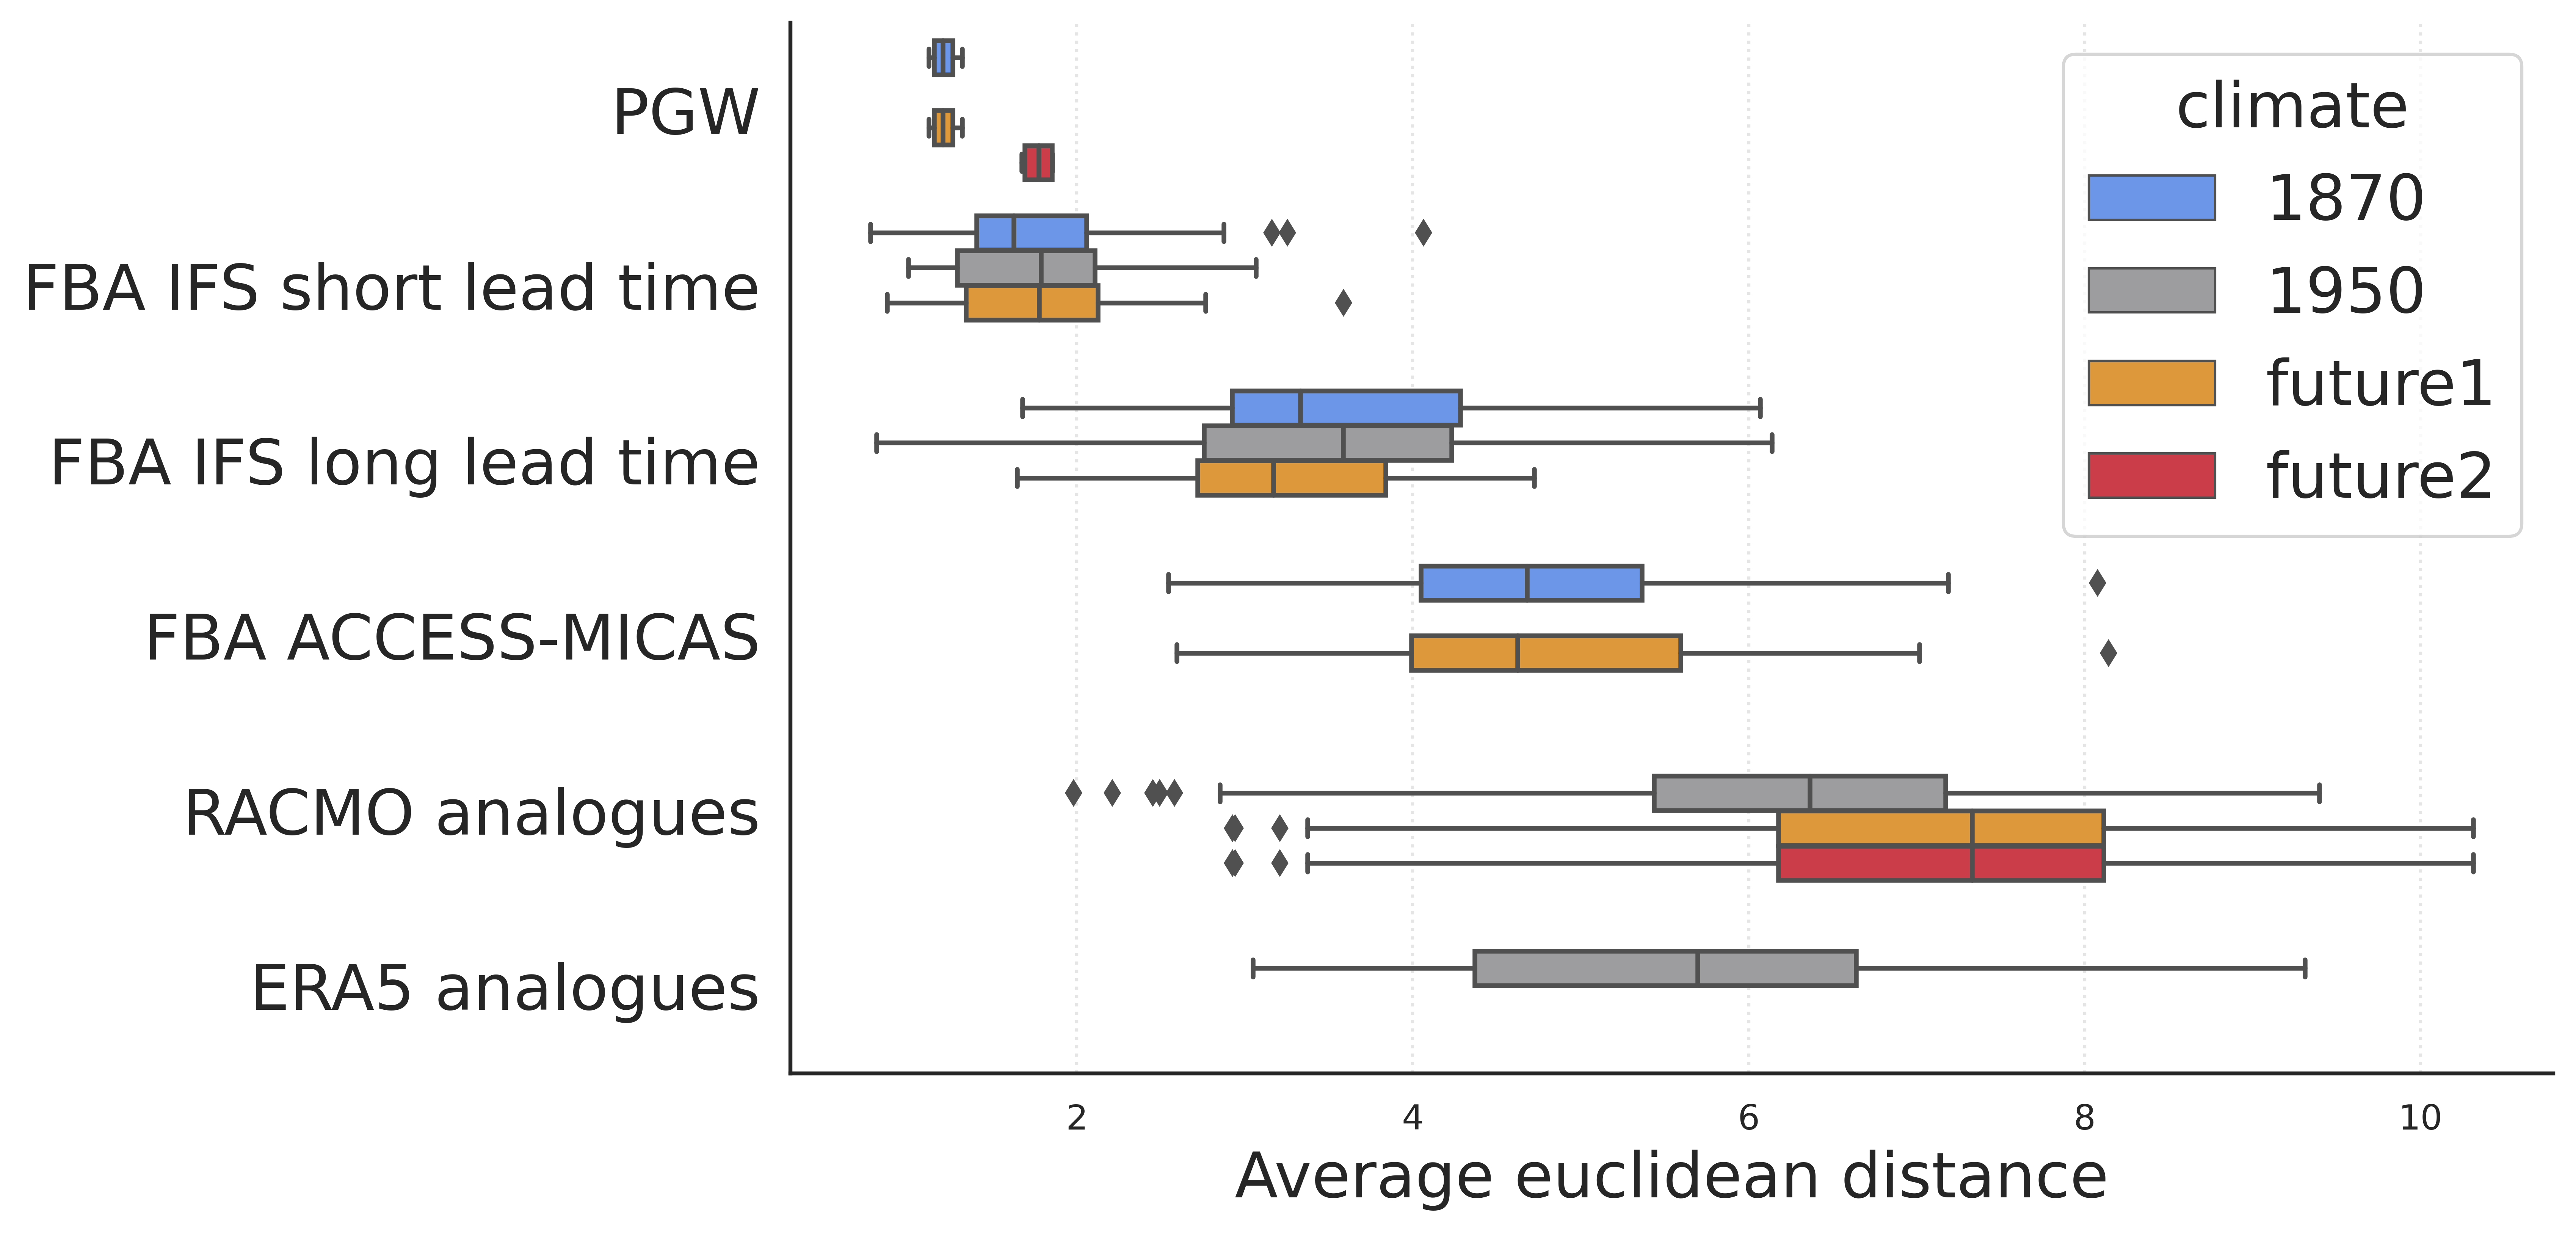 PGW
FBA IFS short lead time
FBA IFS long lead time
FBA ACCESS-MICAS
RACMO analogues
ERA5 analogues
climate
1870
1950
future1
future2
2 4 6 8 10
Average euclidean distance